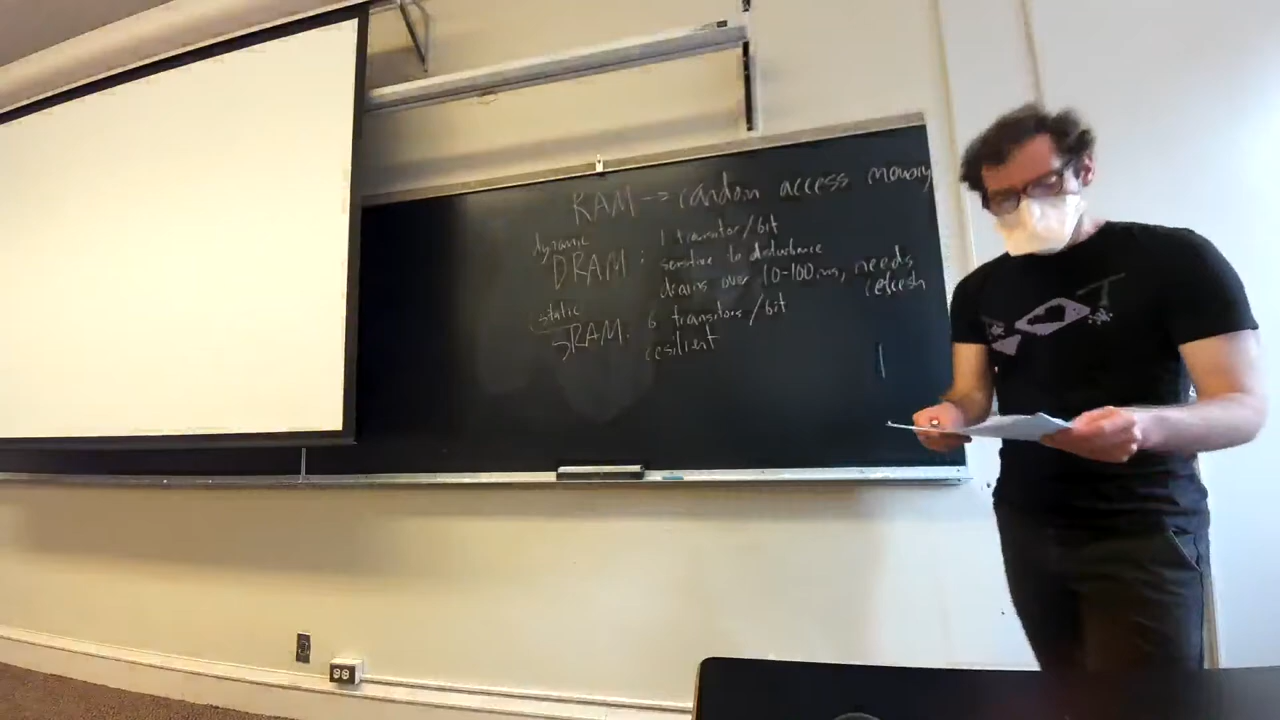 RAM → random access memory
dynamic
DRAM: 1 transistor/bit
sensitive to disturbance
drains over 10-100ms, needs
refresh
static
SRAM: 6 transistors/bit
resilient